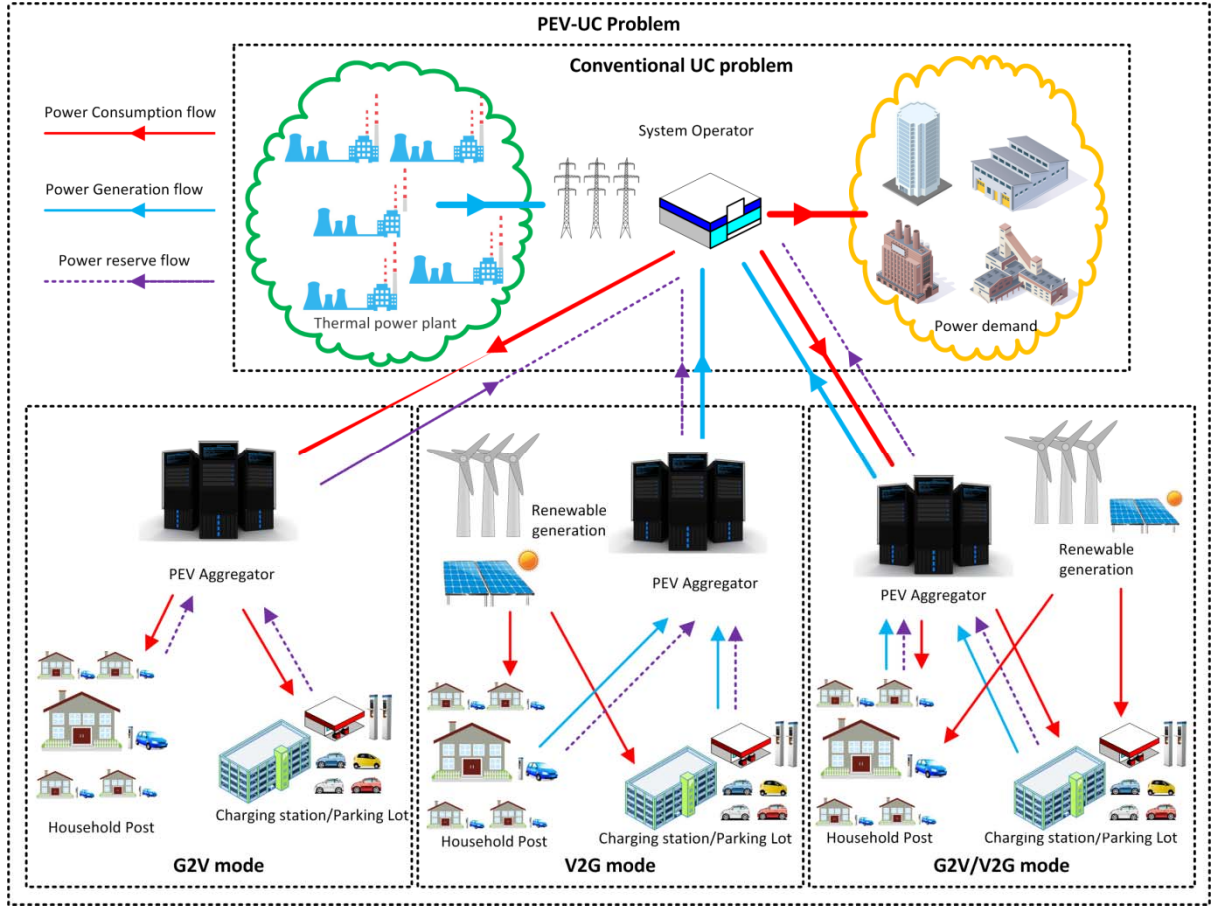 PEV-UC Problem
Conventional UC problem
Power Consumption flow
System Operator
Power Generation flow
Power reserve flow
Thermal power plant
Power demand
PEV Aggregator
Household Post
Charging station/Parking Lot
G2V mode
Renewable
generation
PEV Aggregator
Household Post
Charging station/Parking Lot
V2G mode
Renewable
generation
PEV Aggregator
Household Post
Charging station/Parking Lot
G2V/V2G mode